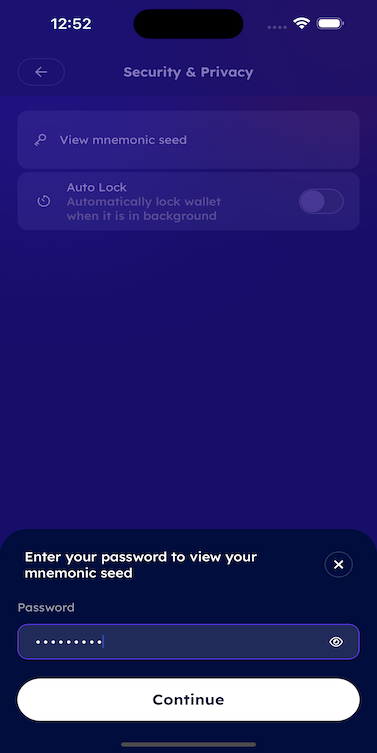 12:52
Security & Privacy
View mnemonic seed
Auto Lock
Automatically lock wallet
when it is in background
Enter your password to view your
mnemonic seed
Password
•••••••••
Continue